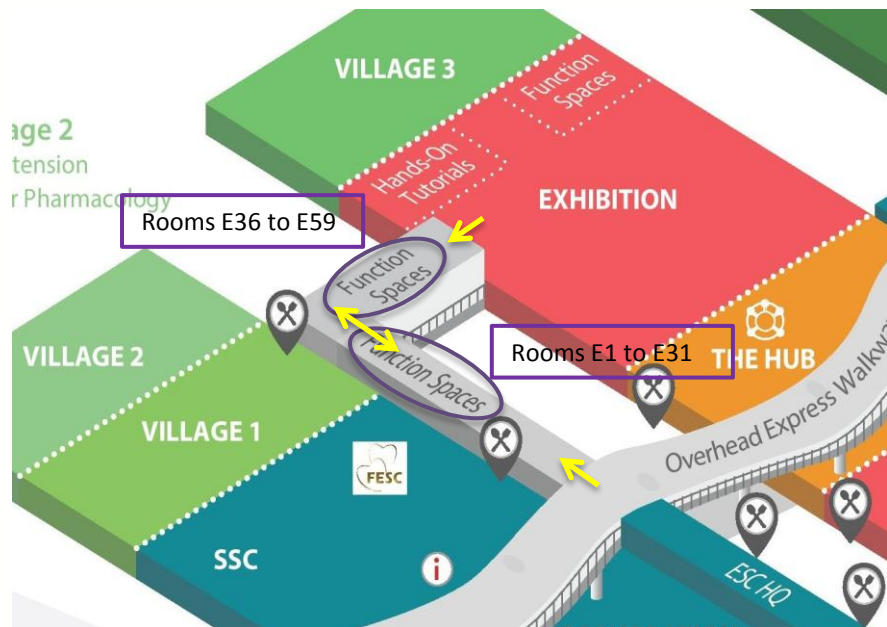 VILLAGE 3
Function
Spaces
age 2
tension
r Pharmacology
Hands-On
Tutorials
EXHIBITION
Rooms E36 to E59
Function
Spaces
VILLAGE 2
Function Spaces
Rooms E1 to E31
THE HUB
VILLAGE 1
Overhead Express Walkwa
FESC
SSC
i
ESC HQ